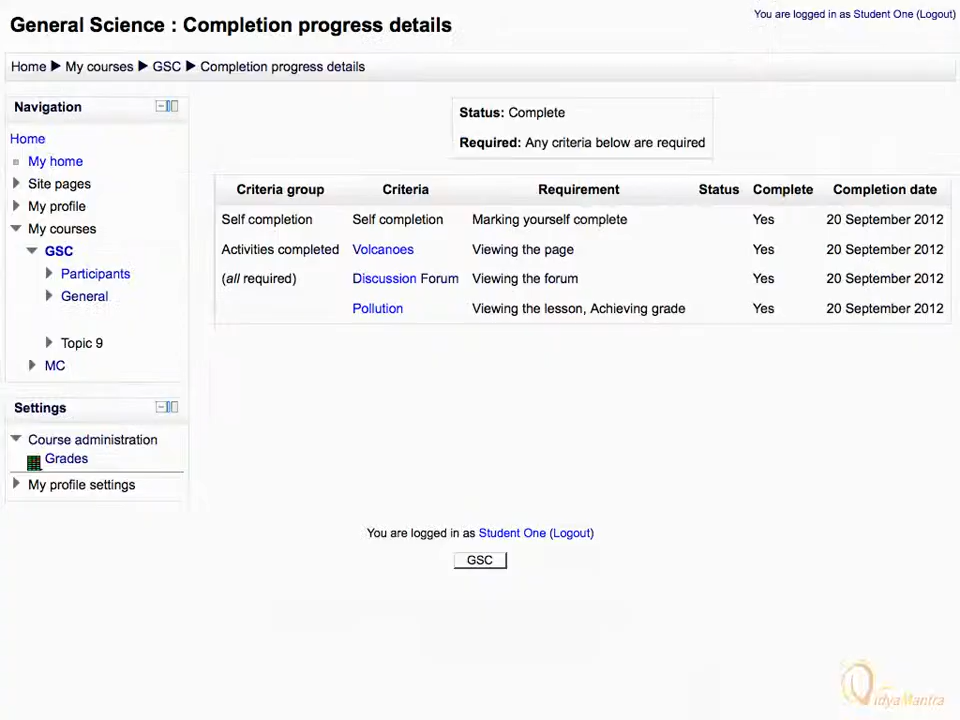 General Science : Completion progress details
You are logged in as Student One (Logout)
Home ▶ My courses ▶ GSC ▶ Completion progress details
Navigation
Home
My home
Site pages
My profile
My courses
GSC
Participants
General
Topic 9
MC
Settings
Course administration
Grades
My profile settings
Status: Complete
Required: Any criteria below are required
Criteria group Criteria Requirement Status Complete Completion date
Self completion Self completion Marking yourself complete Yes 20 September 2012
Activities completed Volcanoes Viewing the page Yes 20 September 2012
(all required) Discussion Forum Viewing the forum Yes 20 September 2012
Pollution Viewing the lesson, Achieving grade Yes 20 September 2012
You are logged in as Student One (Logout)
GSC
VidyaMantra